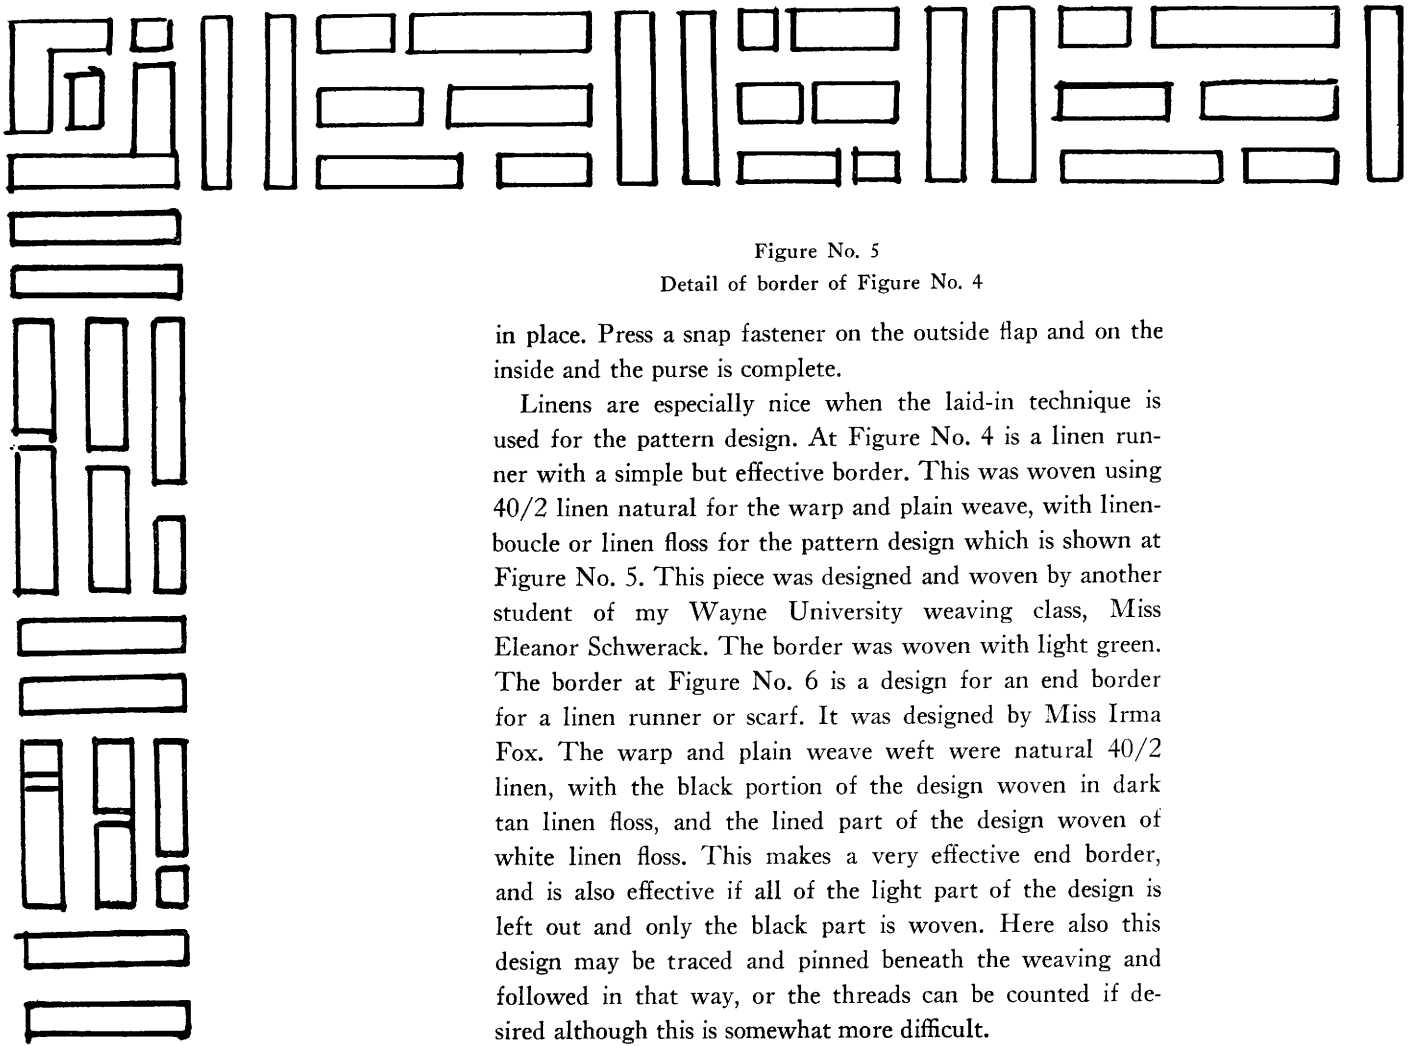 Figure No. 5
Detail of border of Figure No. 4
in place. Press a snap fastener on the outside flap and on the
inside and the purse is complete.
Linens are especially nice when the laid-in technique is
used for the pattern design. At Figure No. 4 is a linen run-
ner with a simple but effective border. This was woven using
40/2 linen natural for the warp and plain weave, with linen-
boucle or linen floss for the pattern design which is shown at
Figure No. 5. This piece was designed and woven by another
student of my Wayne University weaving class, Miss
Eleanor Schwerack. The border was woven with light green.
The border at Figure No. 6 is a design for an end border
for a linen runner or scarf. It was designed by Miss Irma
Fox. The warp and plain weave weft were natural 40/2
linen, with the black portion of the design woven in dark
tan linen floss, and the lined part of the design woven of
white linen floss. This makes a very effective end border,
and is also effective if all of the light part of the design is
left out and only the black part is woven. Here also this
design may be traced and pinned beneath the weaving and
followed in that way, or the threads can be counted if de-
sired although this is somewhat more difficult.